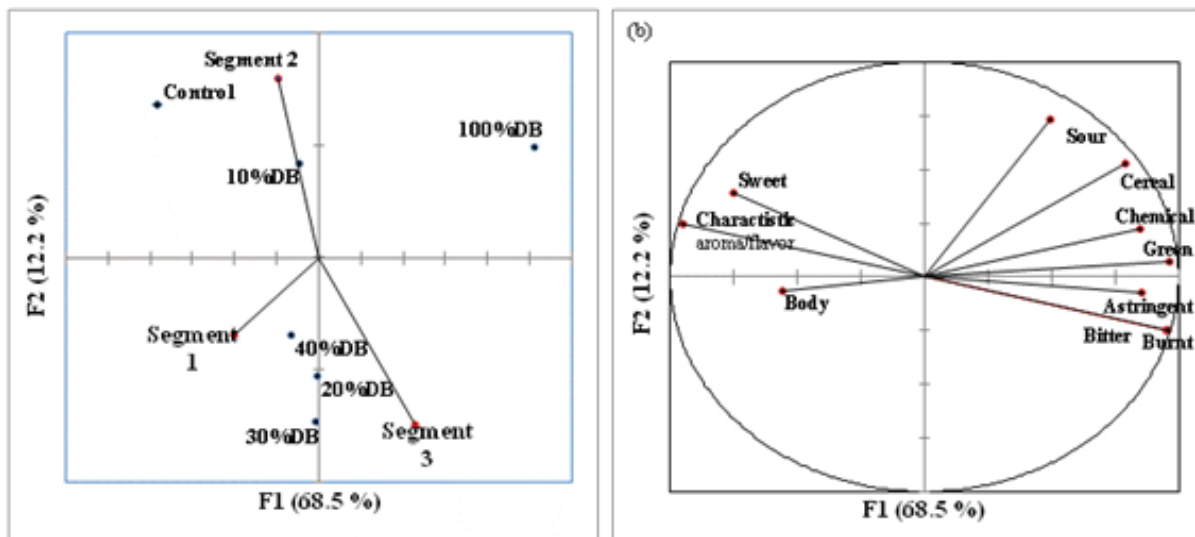 Segment 2
Control
100%DB
10%DB
F2 (12.2 %)
Segment
1
40%DB
20%DB
30%DB
Segment
3
F1 (68.5 %)
(b)
Sour
Cereal
Sweet
Charactistic
aroma/flavor
Chemical
Green
F2 (12.2 %)
Body
Astringent
Bitter
Burnt
F1 (68.5 %)